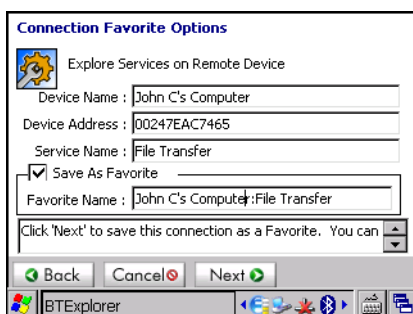 Connection Favorite Options
Explore Services on Remote Device
Device Name : John C's Computer
Device Address : 00247EAC7465
Service Name : File Transfer
Save As Favorite
Favorite Name : John C's Computer:File Transfer
Click 'Next' to save this connection as a Favorite. You can
Back Cancel Next
BTExplorer